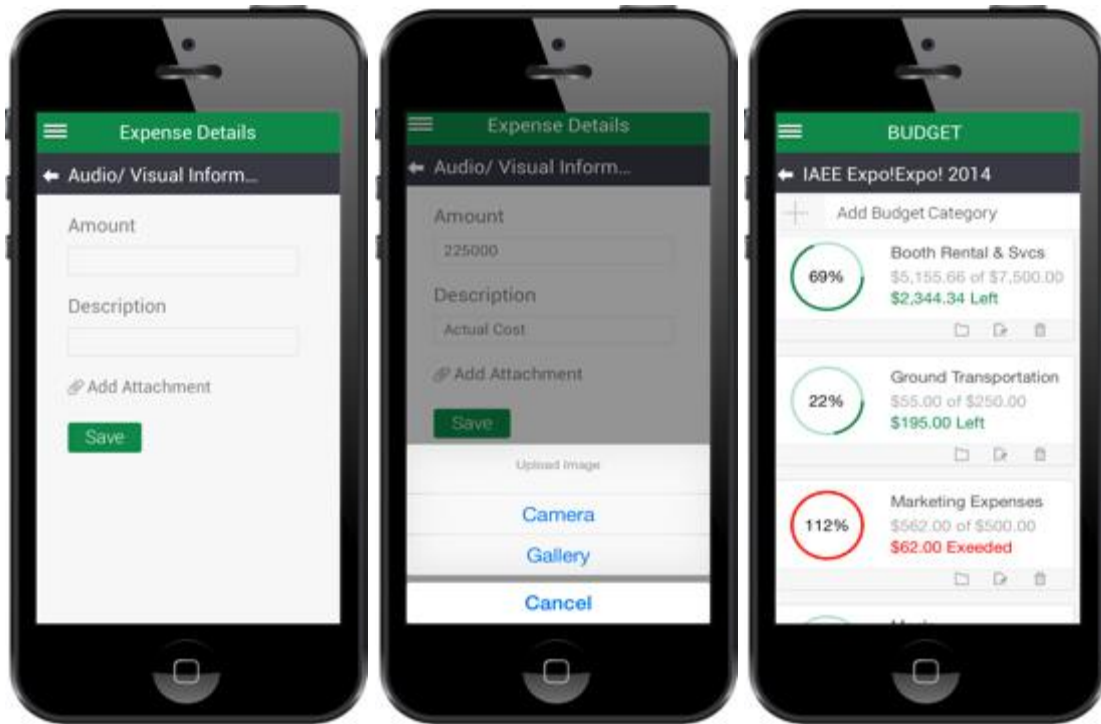 Expense Details
Audio/ Visual Inform...
Amount
Description
Add Attachment
Save
Expense Details
Audio/ Visual Inform...
Amount
225000
Description
Actual Cost
Add Attachment
Save
Upload Image
Camera
Gallery
Cancel
BUDGET
IAEE Expo!Expo! 2014
Add Budget Category
69%
Booth Rental & Svcs
$5,155.66 of $7,500.00
$2,344.34 Left
22%
Ground Transportation
$55.00 of $250.00
$195.00 Left
112%
Marketing Expenses
$562.00 of $500.00
$62.00 Exeeded